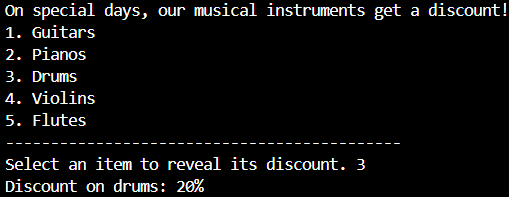 On special days, our musical instruments get a discount!
1. Guitars
2. Pianos
3. Drums
4. Violins
5. Flutes
--------------------------------------------
Select an item to reveal its discount. 3
Discount on drums: 20%